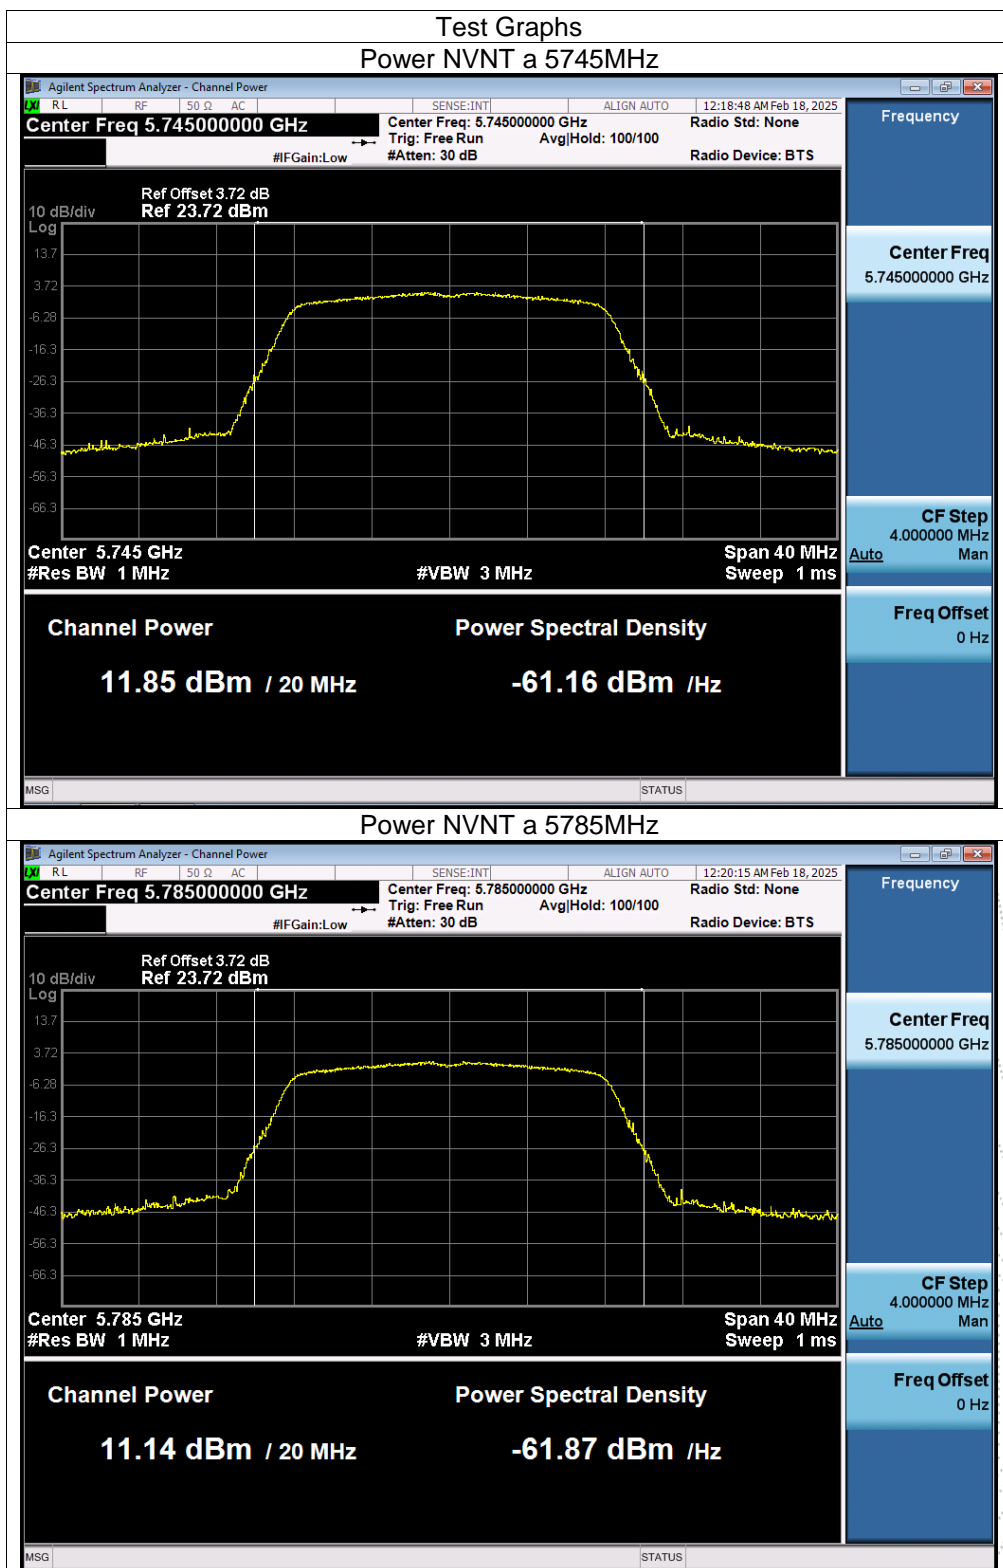 Test Graphs
Power NVNT a 5745MHz
Agilent Spectrum Analyzer - Channel Power
LXI RL RF 50 Ω AC SENSE:INT ALIGN AUTO 12:18:48 AM Feb 18, 2025
Center Freq 5.745000000 GHz Center Freq: 5.745000000 GHz Radio Std: None
Trig: Free Run Avg|Hold: 100/100
#IFGain:Low #Atten: 30 dB Radio Device: BTS
Frequency
Ref Offset 3.72 dB
10 dB/div Ref 23.72 dBm
Log
13.7
3.72
-6.28
-16.3
-26.3
-36.3
-46.3
-56.3
-66.3
Center 5.745 GHz Span 40 MHz
#Res BW 1 MHz #VBW 3 MHz Sweep 1 ms
Center Freq
5.745000000 GHz
CF Step
4.000000 MHz
Auto Man
Freq Offset
0 Hz
Channel Power Power Spectral Density
11.85 dBm / 20 MHz -61.16 dBm /Hz
MSG STATUS
Power NVNT a 5785MHz
Agilent Spectrum Analyzer - Channel Power
LXI RL RF 50 Ω AC SENSE:INT ALIGN AUTO 12:20:15 AM Feb 18, 2025
Center Freq 5.785000000 GHz Center Freq: 5.785000000 GHz Radio Std: None
Trig: Free Run Avg|Hold: 100/100
#IFGain:Low #Atten: 30 dB Radio Device: BTS
Frequency
Ref Offset 3.72 dB
10 dB/div Ref 23.72 dBm
Log
13.7
3.72
-6.28
-16.3
-26.3
-36.3
-46.3
-56.3
-66.3
Center 5.785 GHz Span 40 MHz
#Res BW 1 MHz #VBW 3 MHz Sweep 1 ms
Center Freq
5.785000000 GHz
CF Step
4.000000 MHz
Auto Man
Freq Offset
0 Hz
Channel Power Power Spectral Density
11.14 dBm / 20 MHz -61.87 dBm /Hz
MSG STATUS